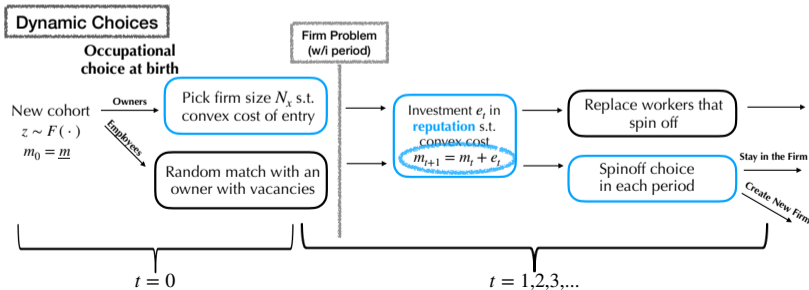 Dynamic Choices
Occupational
choice at birth
Firm Problem
(w/i period)
New cohort
z ∼ F( · )
m₀ = m̲
Owners
Employees
Pick firm size Nₓ s.t.
convex cost of entry
Random match with an
owner with vacancies
Investment eₜ in
reputation s.t.
convex cost
mₜ₊₁ = mₜ + eₜ
Replace workers that
spin off
Spinoff choice
in each period
Stay in the Firm
Create New Firm
t = 0
t = 1,2,3,...